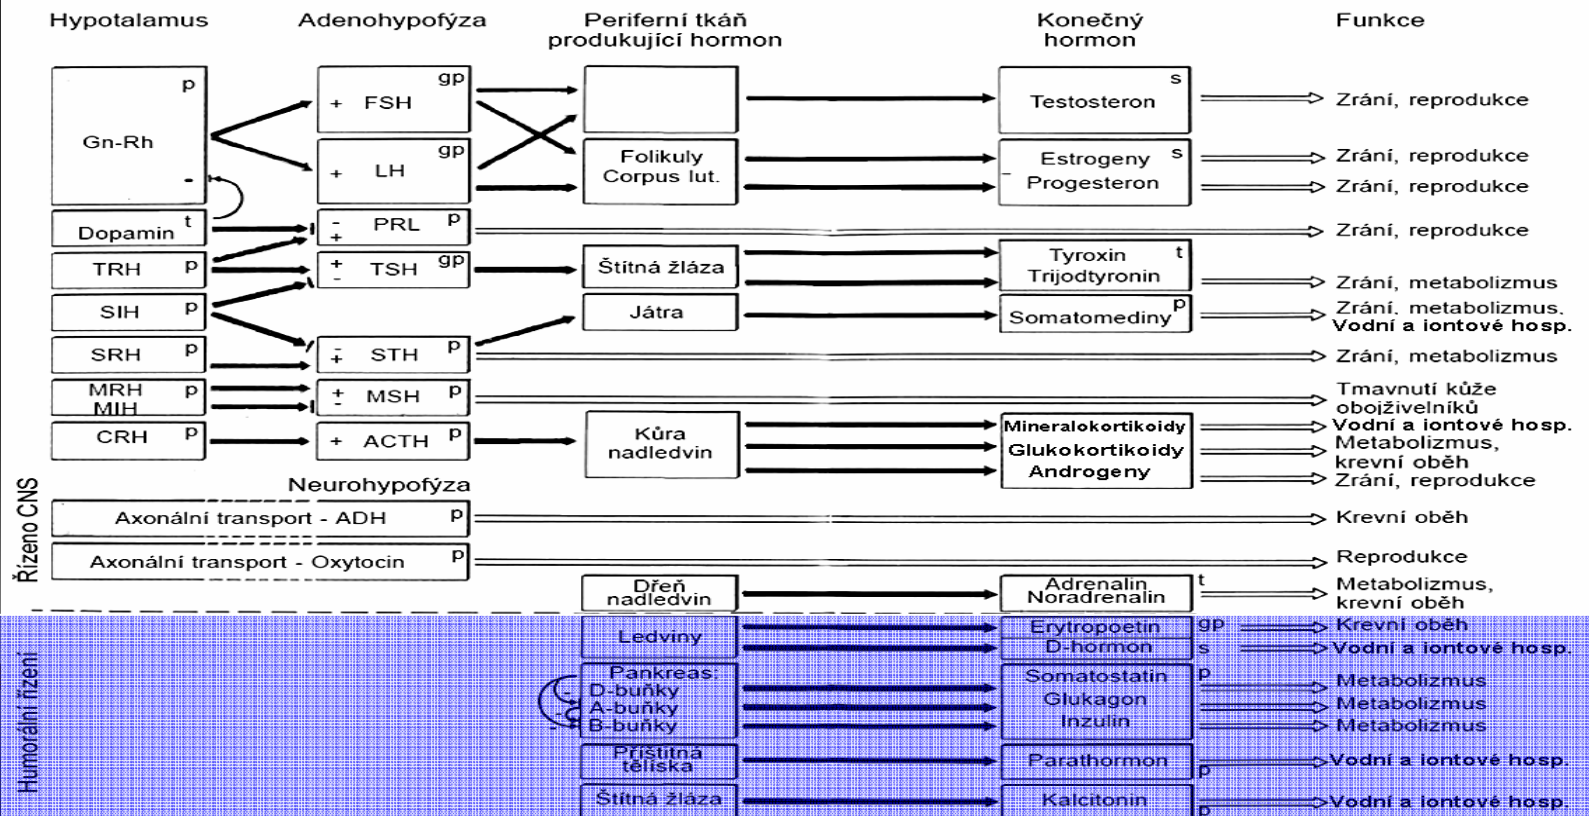 Hypotalamus
Adenohypofýza
Periferní tkáň
produkující hormon
Konečný
hormon
Funkce
p
Gn-Rh
-
gp
+ FSH
gp
+ LH
s
Testosteron
Zrání, reprodukce
Folikuly
Corpus lut.
s
Estrogeny
-
Progesteron
Zrání, reprodukce
Zrání, reprodukce
Dopamin t
- PRL p
+
Zrání, reprodukce
TRH p
+ TSH gp
-
Štítná žláza
Tyroxin t
Trijodtyronin
Zrání, metabolizmus
SIH p
Játra
Somatomediny p
Zrání, metabolizmus,
Vodní a iontové hosp.
SRH p
-
+ STH p
Zrání, metabolizmus
MRH p
MIH
+ MSH p
-
Tmavnutí kůže
obojživelníků
CRH p
+ ACTH p
Kůra
nadledvin
Mineralokortikoidy
Glukokortikoidy
Androgeny
Vodní a iontové hosp.
Metabolizmus,
krevní oběh
Zrání, reprodukce
Neurohypofýza
Řízeno CNS
Axonální transport - ADH p
Krevní oběh
Axonální transport - Oxytocin p
Reprodukce
Dřeň
nadledvin
Adrenalin t
Noradrenalin
Metabolizmus,
krevní oběh
Humorální řízení
Ledviny
Erytropoetin gp
D-hormon s
Krevní oběh
Vodní a iontové hosp.
Pankreas:
- D-buňky
- A-buňky
- B-buňky
Somatostatin p
Glukagon
Inzulin
Metabolizmus
Metabolizmus
Metabolizmus
Příštitná
tělíska
Parathormon
p
Vodní a iontové hosp.
Štítná žláza
Kalcitonin
p
Vodní a iontové hosp.